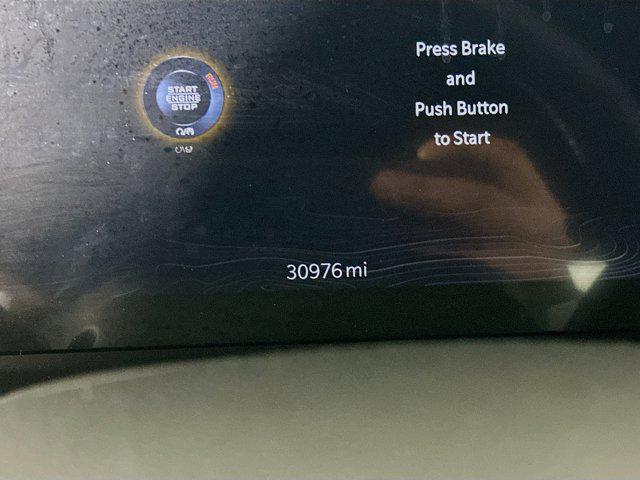 Press Brake
and
Push Button
to Start
START
ENGINE
STOP
30976 mi